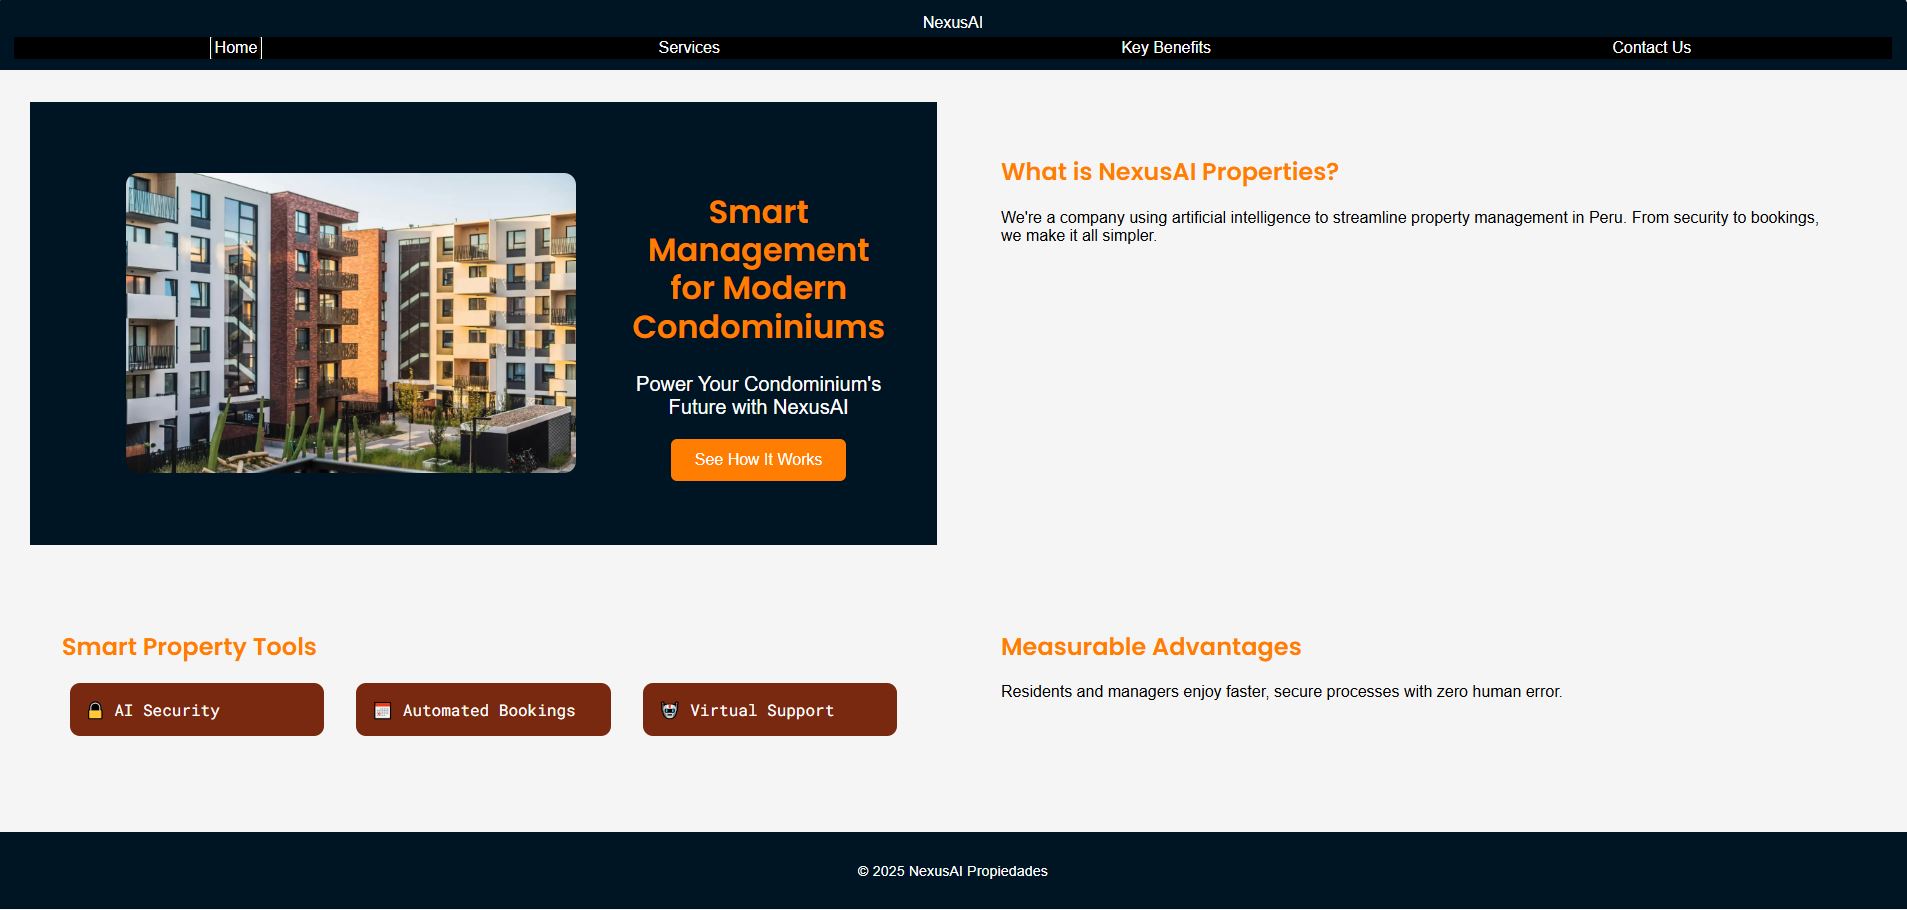 NexusAI
Home
Services
Key Benefits
Contact Us
Smart
Management
for Modern
Condominiums
Power Your Condominium's
Future with NexusAI
See How It Works
What is NexusAI Properties?
We're a company using artificial intelligence to streamline property management in Peru. From security to bookings,
we make it all simpler.
Smart Property Tools
🔒 AI Security
📅 Automated Bookings
🤖 Virtual Support
Measurable Advantages
Residents and managers enjoy faster, secure processes with zero human error.
© 2025 NexusAI Propiedades